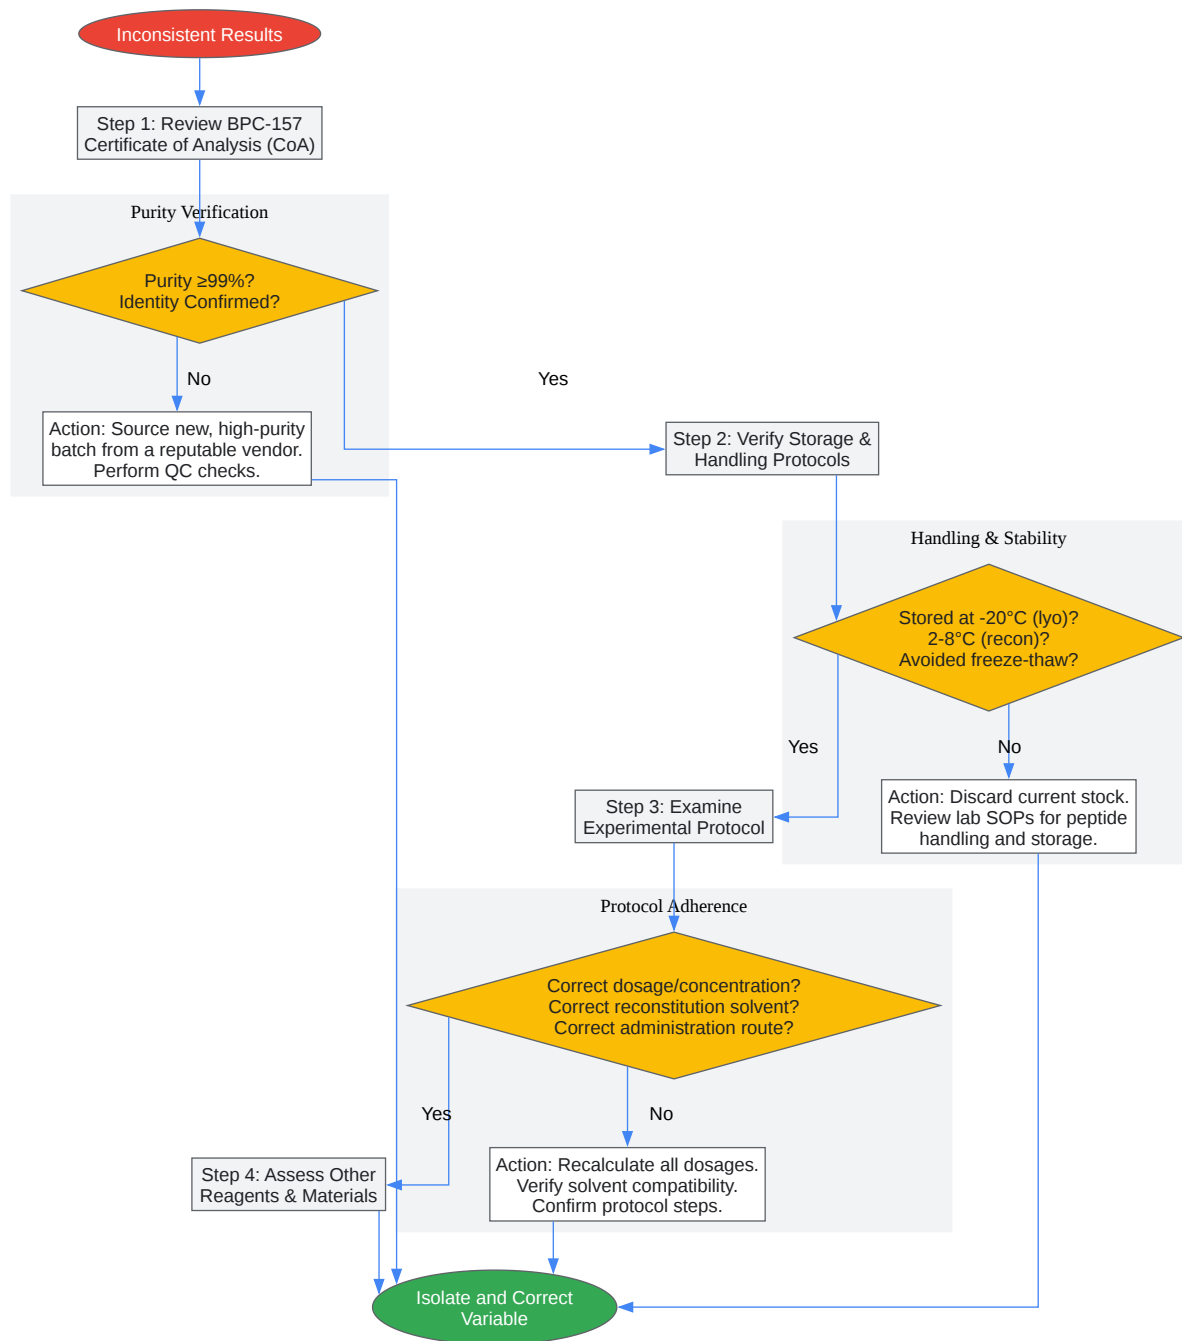 Inconsistent Results
Step 1: Review BPC-157
Certificate of Analysis (CoA)
Purity Verification
Purity ≥99%?
Identity Confirmed?
No
Yes
Action: Source new, high-purity
batch from a reputable vendor.
Perform QC checks.
Step 2: Verify Storage &
Handling Protocols
Handling & Stability
Stored at -20°C (lyo)?
2-8°C (recon)?
Avoided freeze-thaw?
Yes
No
Step 3: Examine
Experimental Protocol
Action: Discard current stock.
Review lab SOPs for peptide
handling and storage.
Protocol Adherence
Correct dosage/concentration?
Correct reconstitution solvent?
Correct administration route?
Yes
No
Step 4: Assess Other
Reagents & Materials
Action: Recalculate all dosages.
Verify solvent compatibility.
Confirm protocol steps.
Isolate and Correct
Variable